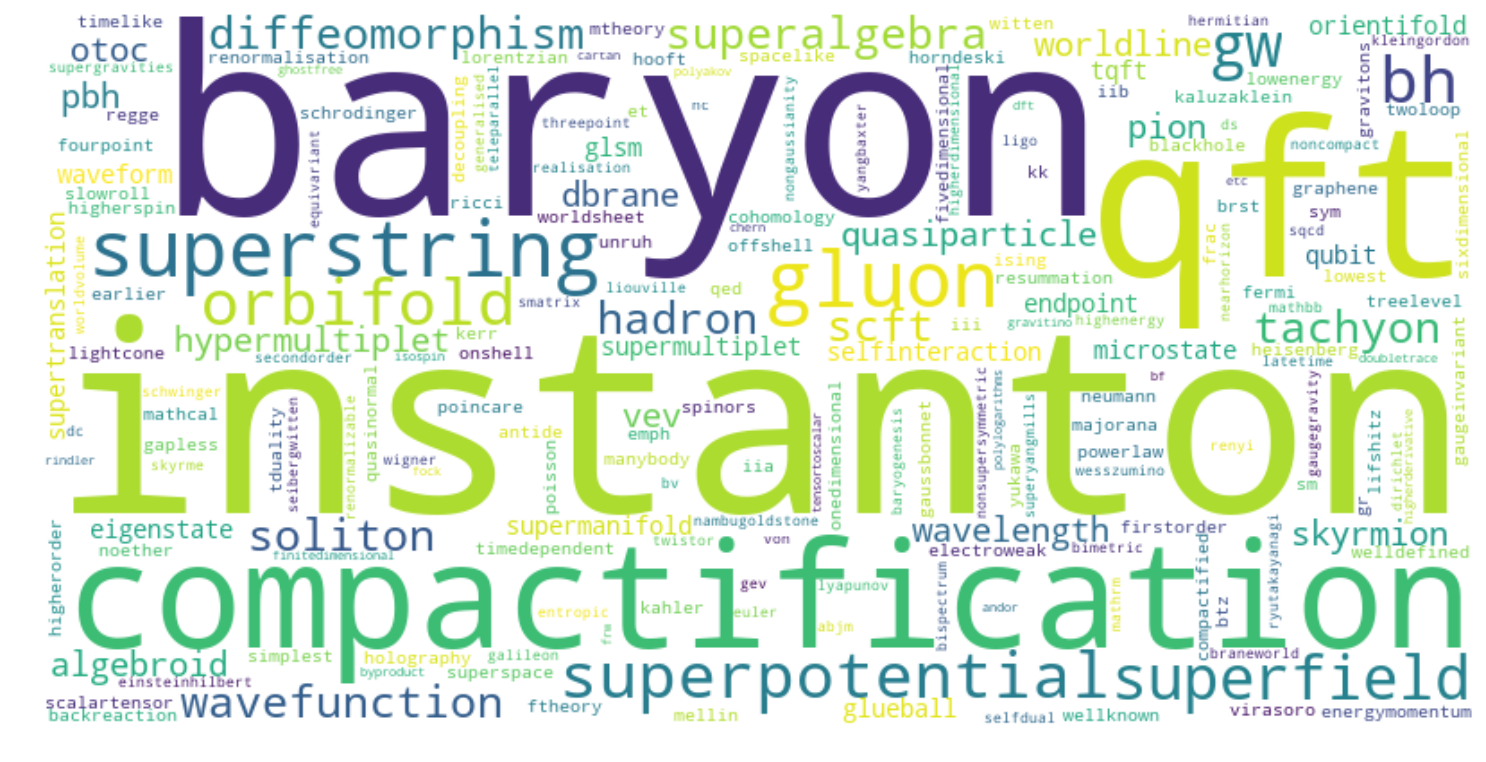 timelike
diffeomorphism
mtheory
superalgebra
witten
hermitian
orientifold
otoc
renormalisation
lorentzian
cartan
hooft
spacelike
horndeski
worldline
gw
kleingordon
supergravities
ghostfree
polyakov
tqft
lowenergy
gravitons
bh
pbh
regge
baryon
schrodinger
decoupling
generalised
teleparallel
et
nc
threepoint
nongaussianity
yangbaxter
fivedimensional
higherdimensional
dft
ligo
iib
kaluzaklein
twoloop
fourpoint
equivariant
glsm
realisation
pion
ds
blackhole
noncompact
qft
waveform
slowroll
higherspin
ricci
dbrane
worldsheet
kk
etc
graphene
brst
sym
sixdimensional
supertranslation
worldvolume
superstring
unruh
cohomology
chern
offshell
quasiparticle
sqcd
frac
nearhorizon
qubit
lowest
earlier
orbifold
smatrix
liouville
qed
gluon
ising
resummation
endpoint
fermi
mathbb
treelevel
hadron
scft
iii
gravitino
highenergy
tachyon
lightcone
hypermultiplet
kerr
secondorder
isospin
onshell
supermultiplet
selfinteraction
microstate
heisenberg
doubletrace
latetime
gaugeinvariant
instanton
schwinger
mathcal
gapless
skyrme
dc
rindler
tduality
seibergwitten
renormalizable
quasinormal
poincare
wigner
fock
antide
poisson
vev
spinors
emph
manybody
bv
iia
tensortoscalar
onedimensional
baryogenesis
gaussbonnet
nonsupersymmetric
polylogarithms
yukawa
superyangmills
neumann
bf
majorana
powerlaw
wesszumino
renyi
sm
gaugegravity
gr
lifshitz
dirichlet
higherderivative
higherorder
eigenstate
noether
soliton
finitedimensional
supermanifold
nambugoldstone
timedependent
twistor
von
wavelength
firstorder
electroweak
bimetric
skyrmion
welldefined
compactification
entropic
frw
kahler
gev
euler
lyapunov
abjm
bispectrum
andor
mathrm
compactified
btz
ryutakayanagi
algebroid
simplest
holography
galileon
byproduct
superspace
superpotential
superfield
braneworld
einsteinhilbert
scalartensor
backreaction
wavefunction
ftheory
mellin
glueball
selfdual
wellknown
virasoro
energymomentum